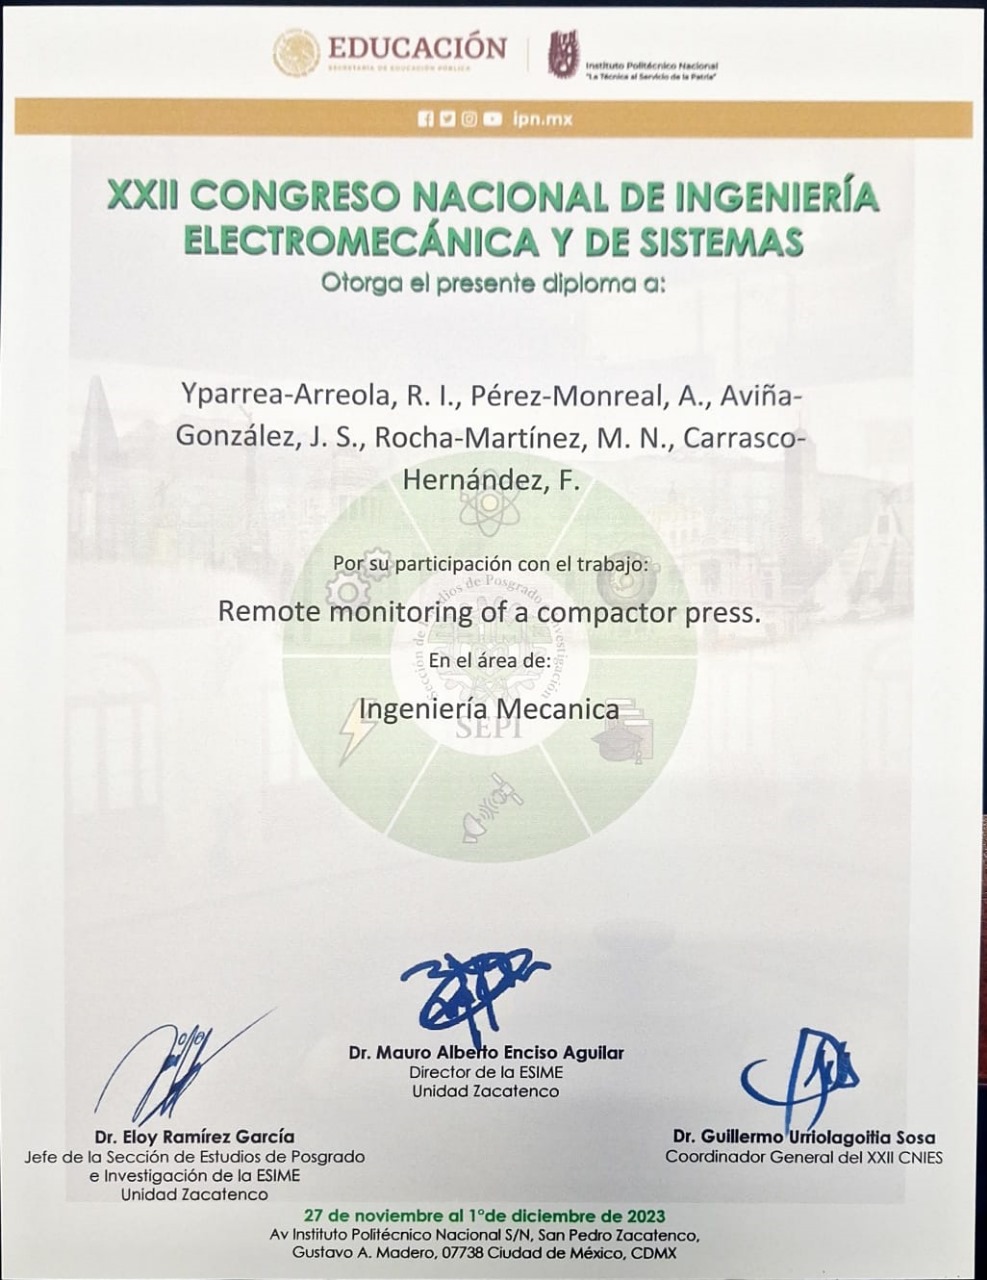 EDUCACIÓN
SECRETARÍA DE EDUCACIÓN PÚBLICA
Instituto Politécnico Nacional
"La Técnica al Servicio de la Patria"
ipn.mx
XXII CONGRESO NACIONAL DE INGENIERÍA
ELECTROMECÁNICA Y DE SISTEMAS
Otorga el presente diploma a:
Yparrea-Arreola, R. I., Pérez-Monreal, A., Aviña-
González, J. S., Rocha-Martínez, M. N., Carrasco-
Hernández, F.
Por su participación con el trabajo:
Remote monitoring of a compactor press.
En el área de:
Ingeniería Mecanica
Sección de Estudios de Posgrado e Investigación
SEPI
Dr. Mauro Alberto Enciso Aguilar
Director de la ESIME
Unidad Zacatenco
Dr. Eloy Ramírez García
Jefe de la Sección de Estudios de Posgrado
e Investigación de la ESIME
Unidad Zacatenco
Dr. Guillermo Urriolagoitia Sosa
Coordinador General del XXII CNIES
27 de noviembre al 1°de diciembre de 2023
Av Instituto Politécnico Nacional S/N, San Pedro Zacatenco,
Gustavo A. Madero, 07738 Ciudad de México, CDMX